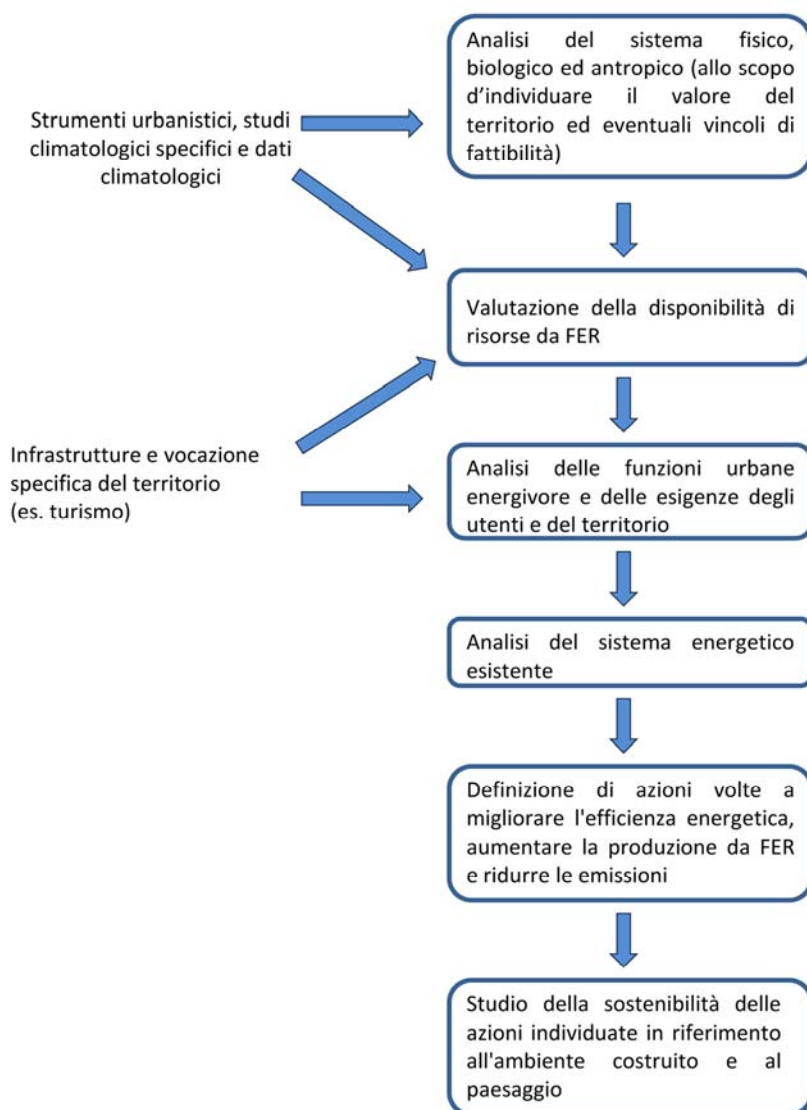 Analisi del sistema fisico,
biologico ed antropico (allo scopo
d'individuare il valore del
territorio ed eventuali vincoli di
fattibilità)
Strumenti urbanistici, studi
climatologici specifici e dati
climatologici
Valutazione della disponibilità di
risorse da FER
Infrastrutture e vocazione
specifica del territorio
(es. turismo)
Analisi delle funzioni urbane
energivore e delle esigenze degli
utenti e del territorio
Analisi del sistema energetico
esistente
Definizione di azioni volte a
migliorare l'efficienza energetica,
aumentare la produzione da FER
e ridurre le emissioni
Studio della sostenibilità delle
azioni individuate in riferimento
all'ambiente costruito e al
paesaggio